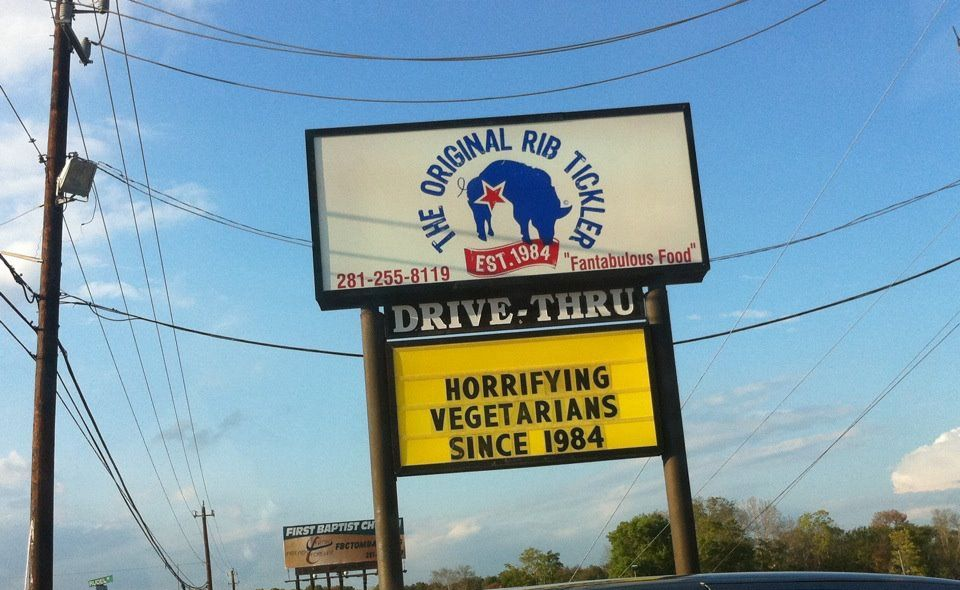 THE ORIGINAL RIB TICKLER
EST. 1984
281-255-8119
"Fantabulous Food"
DRIVE-THRU
HORRIFYING
VEGETARIANS
SINCE 1984
FIRST BAPTIST CH
FBCTOMBA